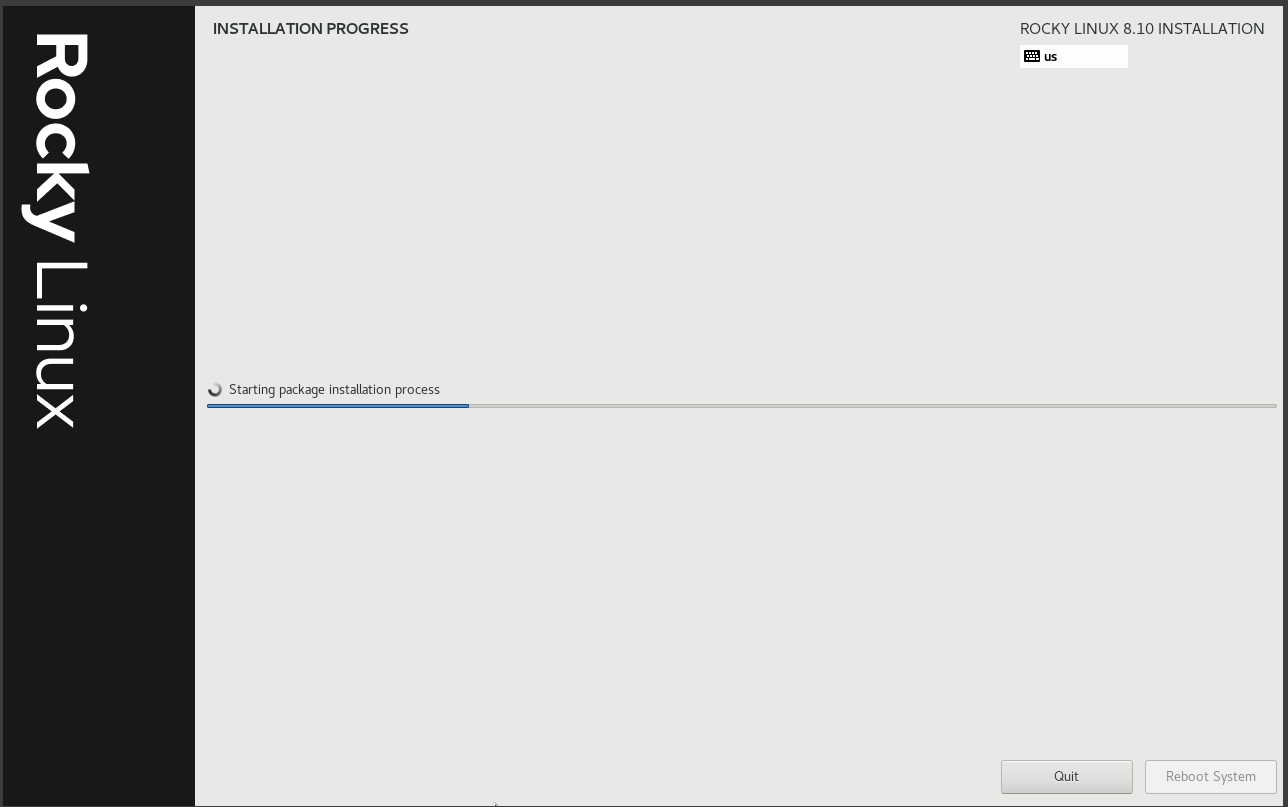 Rocky Linux
INSTALLATION PROGRESS
ROCKY LINUX 8.10 INSTALLATION
us
Starting package installation process
Quit
Reboot System